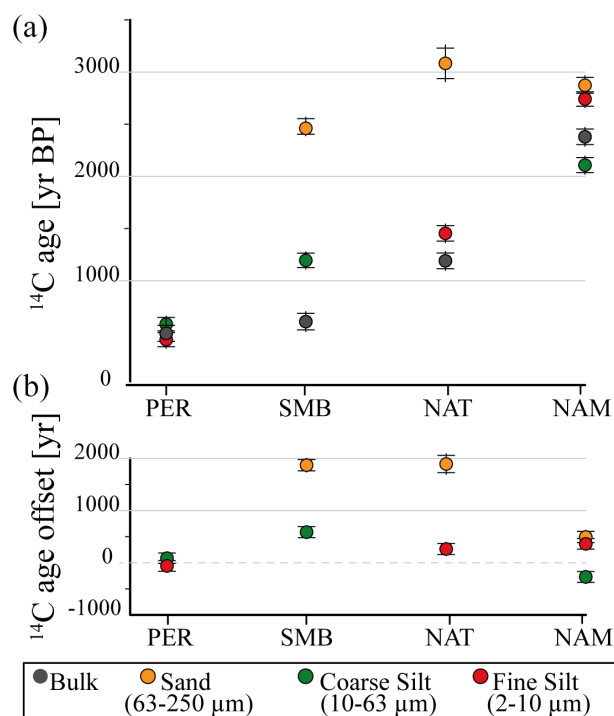 (a)
3000
2000
1000
0
¹⁴C age [yr BP]
PER SMB NAT NAM
(b)
2000
1000
0
-1000
¹⁴C age offset [yr]
PER SMB NAT NAM
Bulk Sand Coarse Silt Fine Silt
(63-250 µm) (10-63 µm) (2-10 µm)